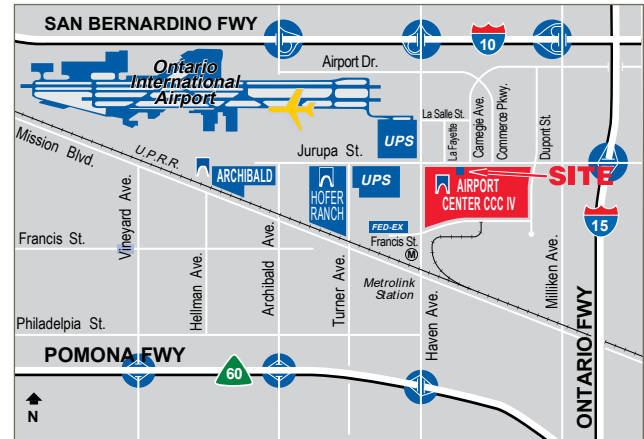 SAN BERNARDINO FWY
10
Airport Dr.
Ontario
International
Airport
La Salle St.
La Fayette
Carnegie Ave.
Commerce Pkwy.
Dupont St.
UPS
Mission Blvd.
U.P.R.R.
Jurupa St.
ARCHIBALD
HOFER
RANCH
UPS
AIRPORT
CENTER CCC IV
SITE
15
FED-EX
Francis St.
Francis St.
M
Metrolink
Station
Vineyard Ave.
Hellman Ave.
Archibald Ave.
Turner Ave.
Haven Ave.
Milliken Ave.
ONTARIO FWY
Philadelpia St.
POMONA FWY
60
N